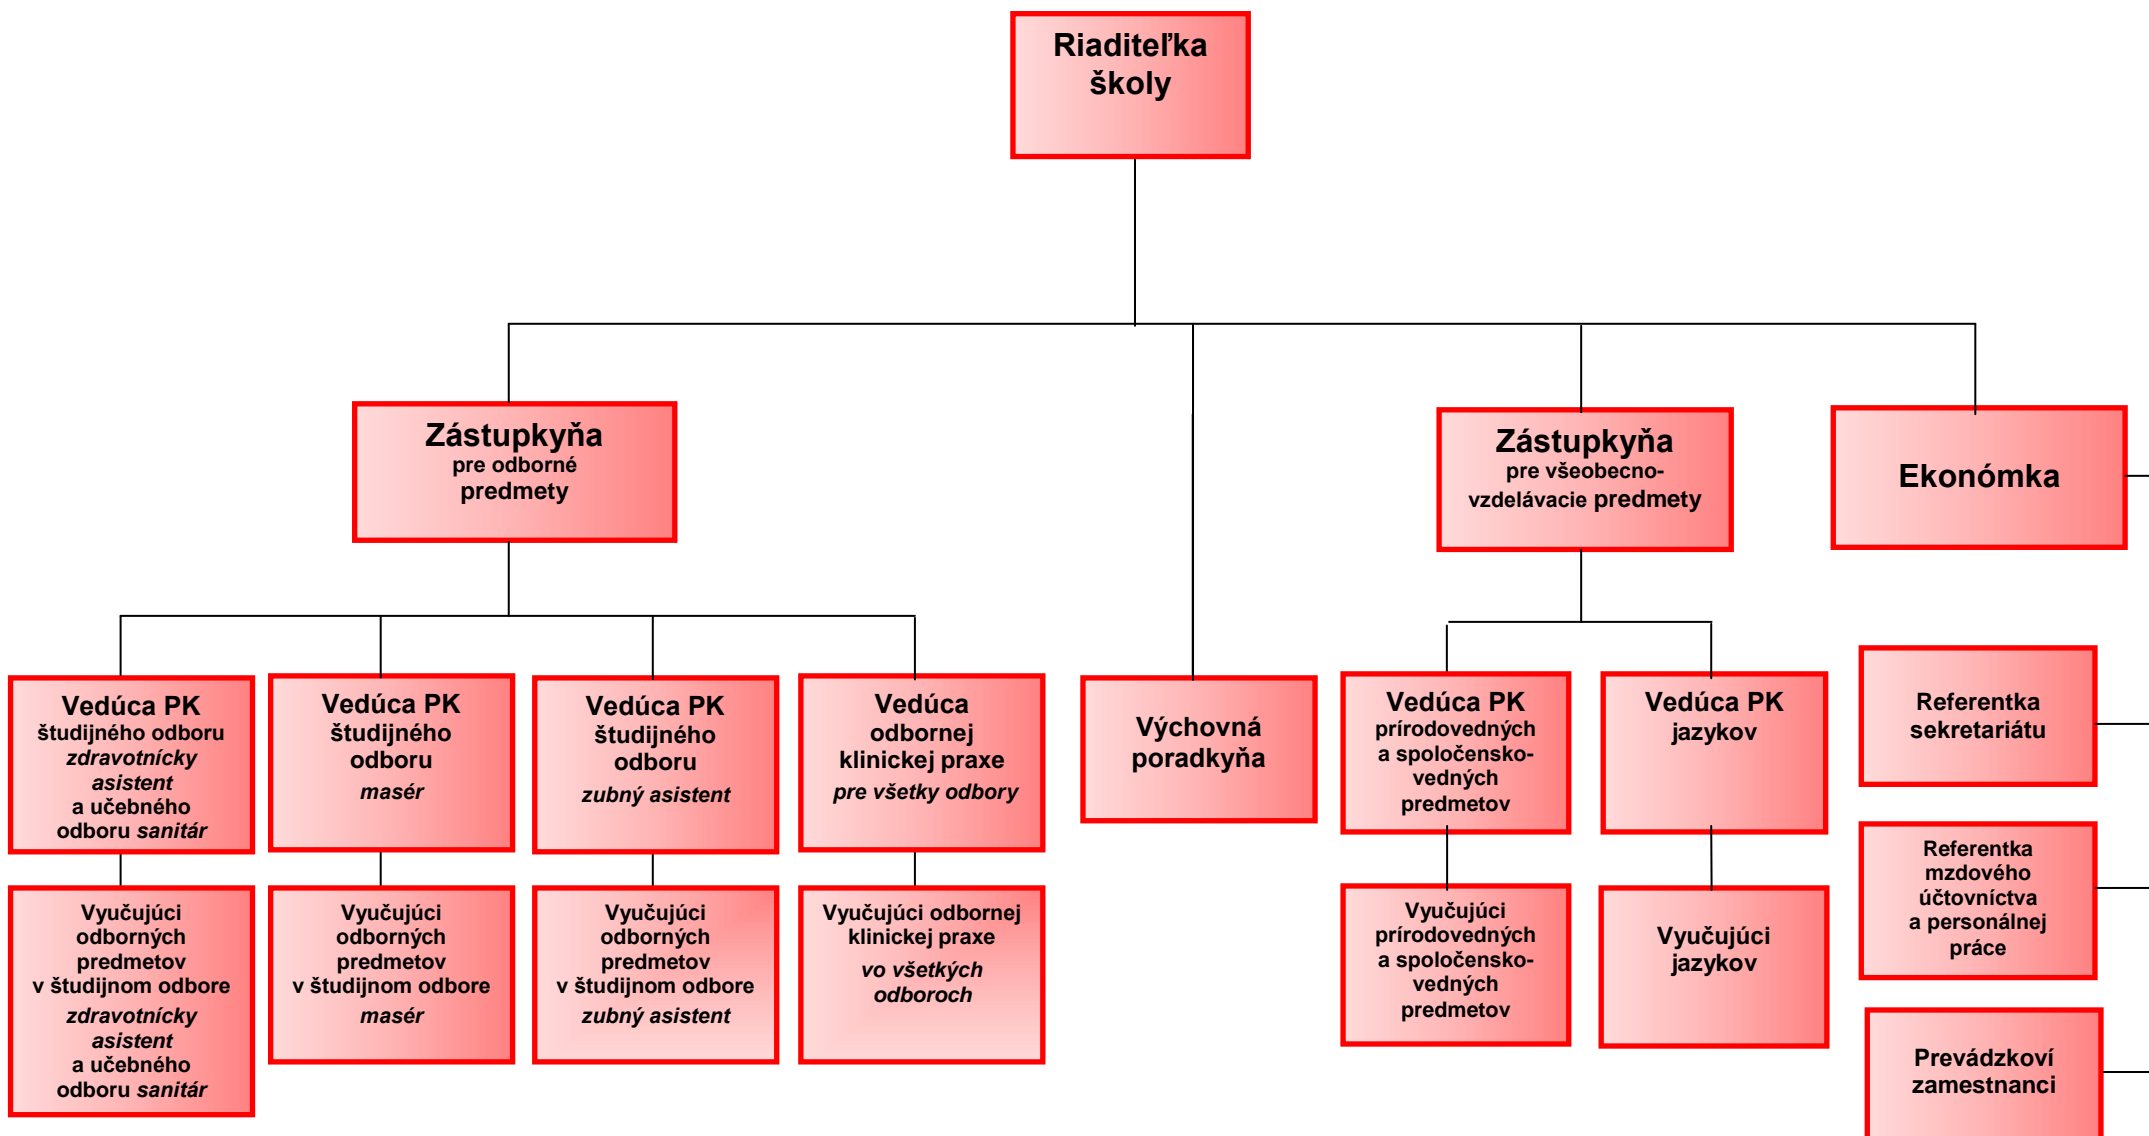 Riaditeľka
školy
Zástupkyňa
pre odborné
predmety
Zástupkyňa
pre všeobecno-
vzdelávacie predmety
Ekonómka
Vedúca PK
študijného odboru
zdravotnícky
asistent
a učebného
odboru sanitár
Vedúca PK
študijného
odboru
masér
Vedúca PK
študijného
odboru
zubný asistent
Vedúca
odbornej
klinickej praxe
pre všetky odbory
Výchovná
poradkyňa
Vedúca PK
prírodovedných
a spoločensko-
vedných
predmetov
Vedúca PK
jazykov
Referentka
sekretariátu
Referentka
mzdového
účtovníctva
a personálnej
práce
Vyučujúci
odborných
predmetov
v študijnom odbore
zdravotnícky
asistent
a učebného
odboru sanitár
Vyučujúci
odborných
predmetov
v študijnom odbore
masér
Vyučujúci
odborných
predmetov
v študijnom odbore
zubný asistent
Vyučujúci odbornej
klinickej praxe
vo všetkých
odboroch
Vyučujúci
prírodovedných
a spoločensko-
vedných
predmetov
Vyučujúci
jazykov
Prevádzkoví
zamestnanci